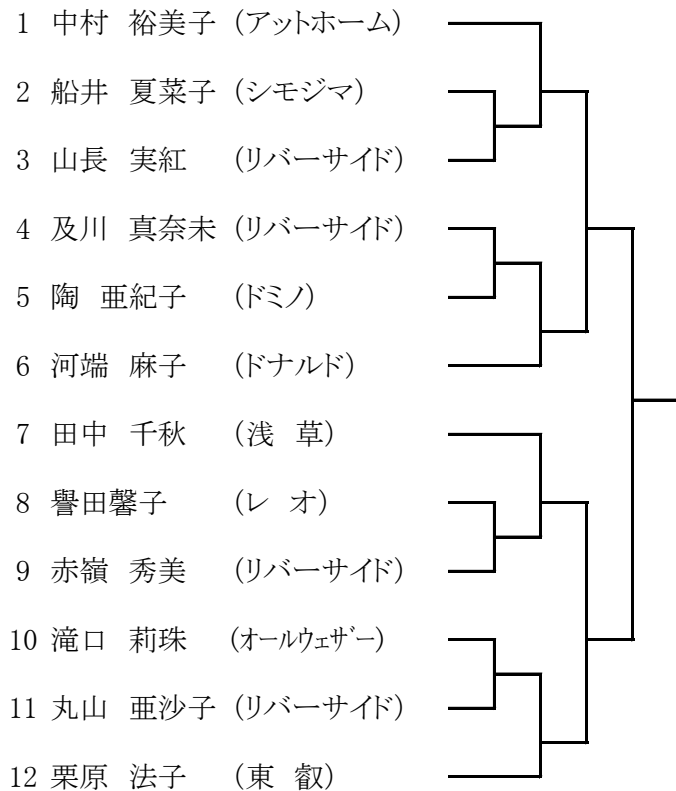 1 中村 裕美子 (アットホーム)
2 船井 夏菜子 (シモジマ)
3 山長 実紅 (リバーサイド)
4 及川 真奈未 (リバーサイド)
5 陶 亜紀子 (ドミノ)
6 河端 麻子 (ドナルド)
7 田中 千秋 (浅 草)
8 譽田馨子 (レ オ)
9 赤嶺 秀美 (リバーサイド)
10 滝口 莉珠 (オールウェザー)
11 丸山 亜沙子 (リバーサイド)
12 栗原 法子 (東 叡)